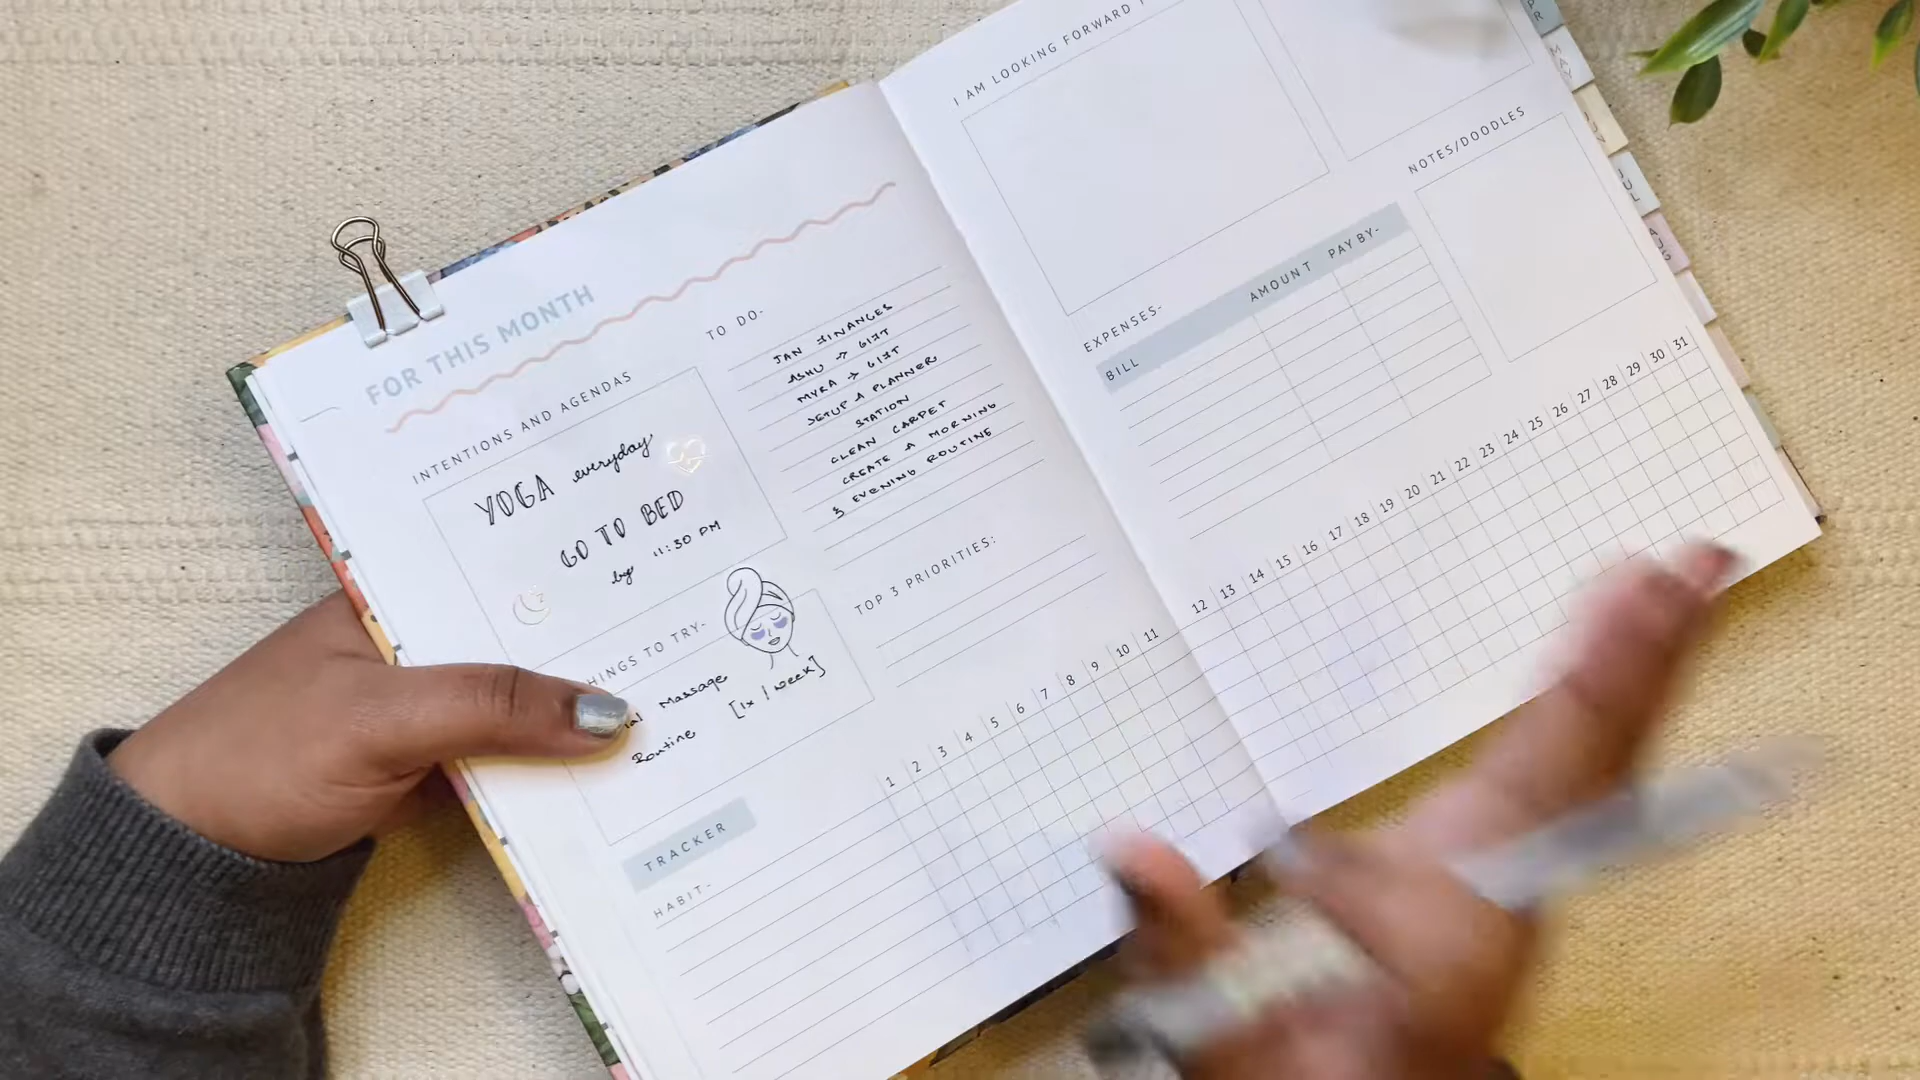 FOR THIS MONTH
INTENTIONS AND AGENDAS
YOGA everyday
GO TO BED
by 11:30 PM
THINGS TO TRY-
Massage
Routine [1x / week]
TO DO-
JAN FINANCES
ASHU → GIFT
MYRA → GIFT
SETUP A PLANNER
STATION
CLEAN CARPET
CREATE A MORNING
& EVENING ROUTINE
TOP 3 PRIORITIES:
TRACKER
HABIT-
1 2 3 4 5 6 7 8 9 10 11
I AM LOOKING FORWARD
NOTES/DOODLES
EXPENSES-
BILL AMOUNT PAY BY-
12 13 14 15 16 17 18 19 20 21 22 23 24 25 26 27 28 29 30 31
MAY
JUL
AUG